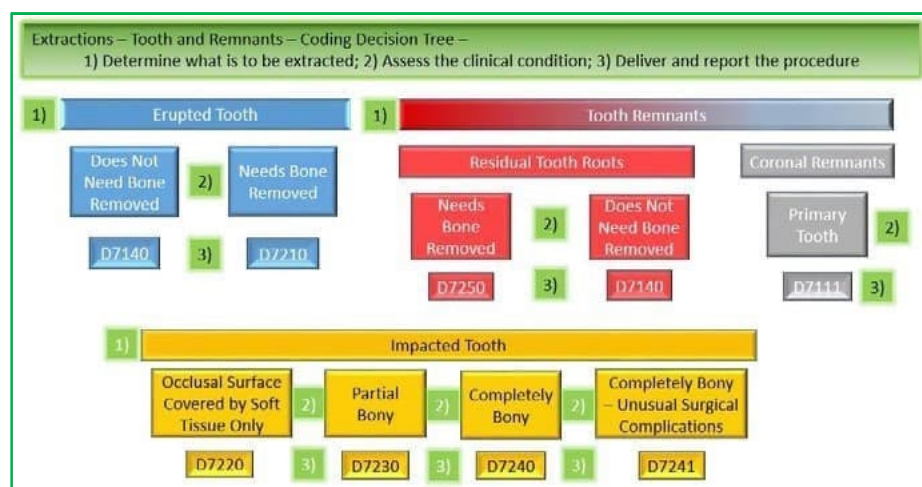 Extractions – Tooth and Remnants – Coding Decision Tree –
1) Determine what is to be extracted; 2) Assess the clinical condition; 3) Deliver and report the procedure
1) Erupted Tooth
Does Not
Need Bone
Removed
2)
Needs Bone
Removed
D7140
3)
D7210
1) Tooth Remnants
Residual Tooth Roots
Needs
Bone
Removed
2)
Does Not
Need Bone
Removed
D7250
3)
D7140
Coronal Remnants
Primary
Tooth
2)
D7111
3)
1) Impacted Tooth
Occlusal Surface
Covered by Soft
Tissue Only
2)
Partial
Bony
2)
Completely
Bony
2)
Completely Bony
– Unusual Surgical
Complications
D7220
3)
D7230
3)
D7240
3)
D7241